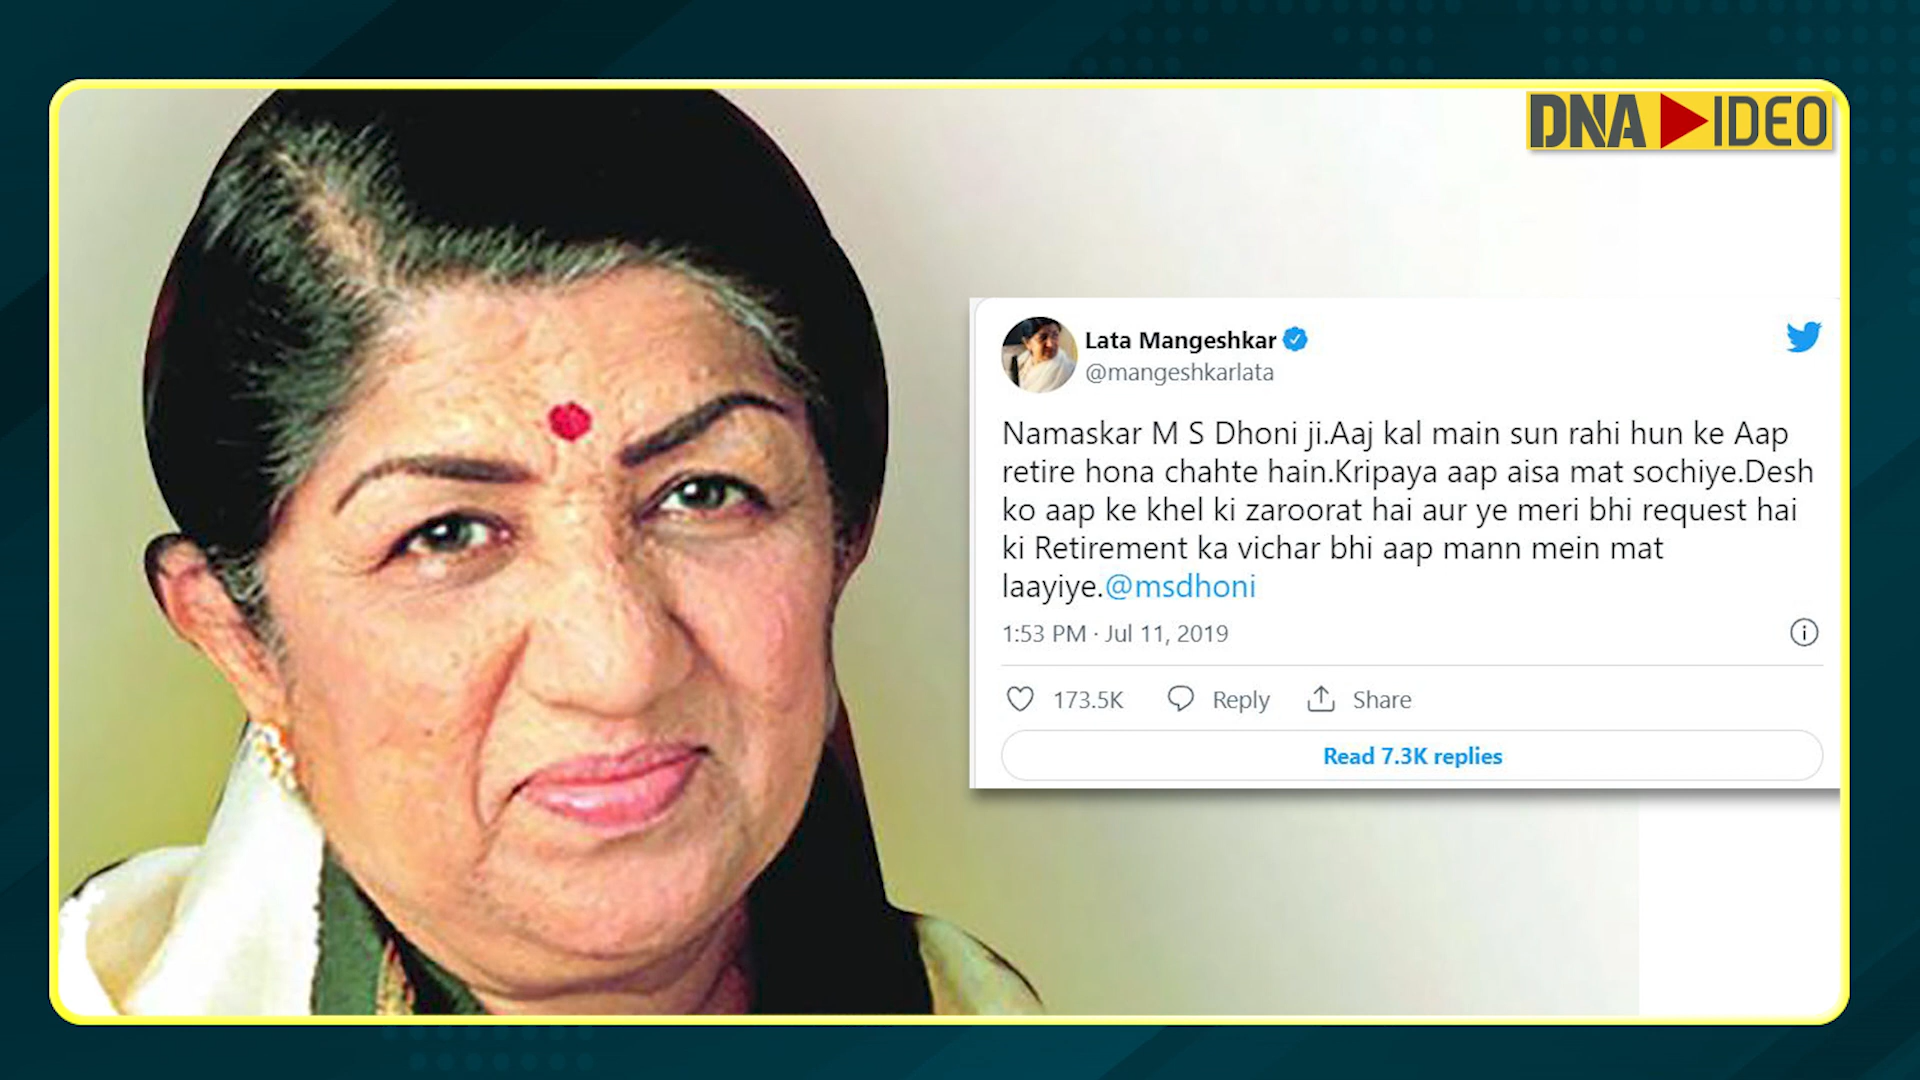 DNA VIDEO
Lata Mangeshkar
@mangeshkarlata
Namaskar M S Dhoni ji.Aaj kal main sun rahi hun ke Aap
retire hona chahte hain.Kripaya aap aisa mat sochiye.Desh
ko aap ke khel ki zaroorat hai aur ye meri bhi request hai
ki Retirement ka vichar bhi aap mann mein mat
laayiye.@msdhoni
1:53 PM · Jul 11, 2019
173.5K Reply Share
Read 7.3K replies